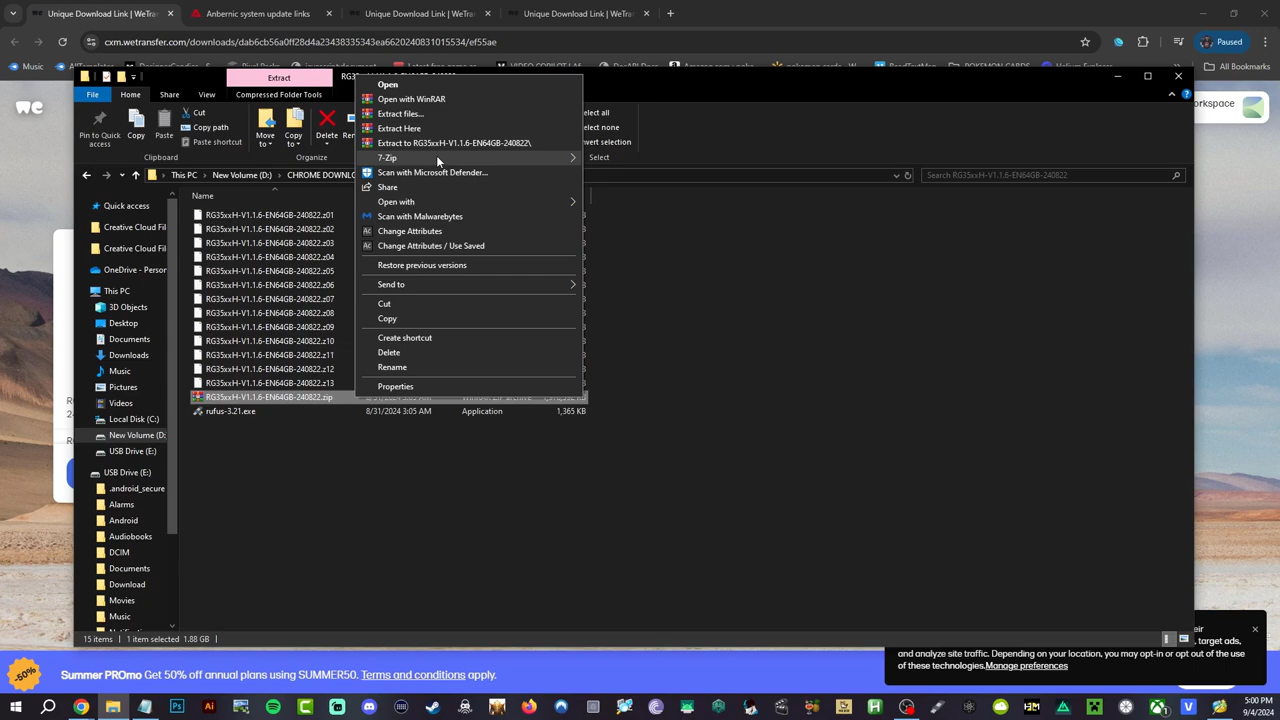 Unique Download Link | WeTrar
Anbernic system update links
Unique Download Link | WeTrar
Unique Download Link | WeTrar
cxm.wetransfer.com/downloads/dab6cb56a0ff28d4a23438335343ea6620240831015534/ef55ae
Paused
Music
All Bookmarks
Extract
File
Home
Share
View
Compressed Folder Tools
Pin to Quick access
Copy
Paste
Cut
Copy path
Move to
Copy to
Delete
Clipboard
Organize
Select
This PC > New Volume (D:) >
Search RG35xxH-V1.1.6-EN64GB-240822
Open
Open with WinRAR
Extract files...
Extract Here
Extract to RG35xxH-V1.1.6-EN64GB-240822\
7-Zip
Scan with Microsoft Defender...
Share
Open with
Scan with Malwarebytes
Change Attributes
Change Attributes / Use Saved
Restore previous versions
Send to
Cut
Copy
Create shortcut
Delete
Rename
Properties
Quick access
Creative Cloud Fil
Creative Cloud Fil
OneDrive - Person
This PC
3D Objects
Desktop
Documents
Downloads
Music
Pictures
Videos
Local Disk (C:)
New Volume (D:
USB Drive (E:)
USB Drive (E:)
.android_secure
Alarms
Android
Audiobooks
DCIM
Documents
Download
Movies
Music
Name
RG35xxH-V1.1.6-EN64GB-240822.z01
RG35xxH-V1.1.6-EN64GB-240822.z02
RG35xxH-V1.1.6-EN64GB-240822.z03
RG35xxH-V1.1.6-EN64GB-240822.z04
RG35xxH-V1.1.6-EN64GB-240822.z05
RG35xxH-V1.1.6-EN64GB-240822.z06
RG35xxH-V1.1.6-EN64GB-240822.z07
RG35xxH-V1.1.6-EN64GB-240822.z08
RG35xxH-V1.1.6-EN64GB-240822.z09
RG35xxH-V1.1.6-EN64GB-240822.z10
RG35xxH-V1.1.6-EN64GB-240822.z11
RG35xxH-V1.1.6-EN64GB-240822.z12
RG35xxH-V1.1.6-EN64GB-240822.z13
RG35xxH-V1.1.6-EN64GB-240822.zip
rufus-3.21.exe 8/31/2024 3:05 AM Application 1,365 KB
15 items 1 item selected 1.88 GB
, target ads,
and analyze site traffic. Depending on your location, you may opt-in or opt out of the use
of these technologies.Manage preferences
-50%
Summer PROmo Get 50% off annual plans using SUMMER50. Terms and conditions apply.
5:00 PM
9/4/2024